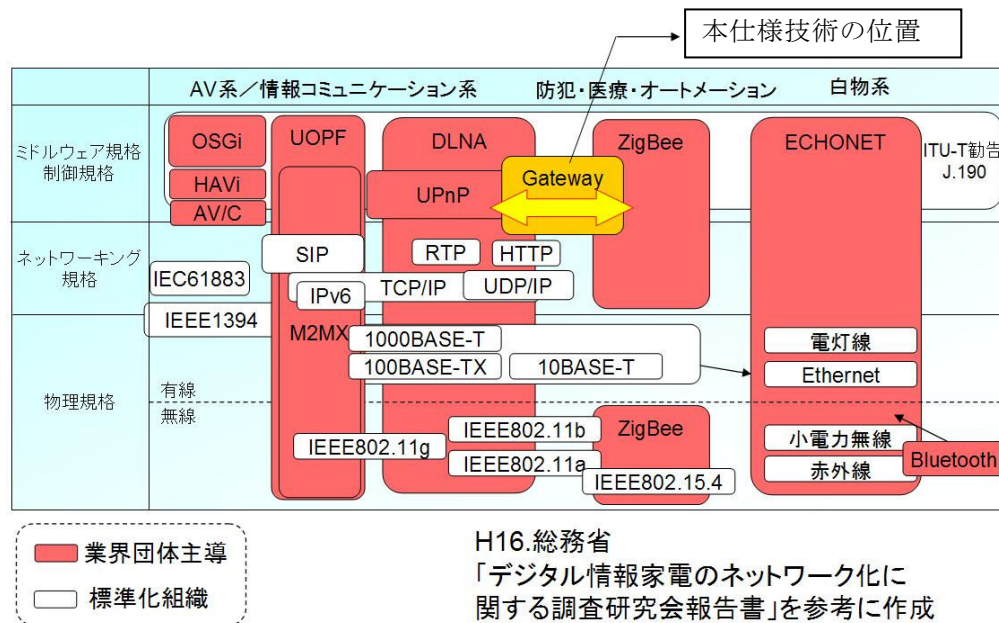 本仕様技術の位置
AV系／情報コミュニケーション系
防犯・医療・オートメーション
白物系
ミドルウェア規格
制御規格
OSGi
HAVi
AV/C
UOPF
DLNA
UPnP
Gateway
ZigBee
ECHONET
ITU-T勧告
J.190
ネットワーキング
規格
IEC61883
SIP
RTP
HTTP
IPv6
TCP/IP
UDP/IP
IEEE1394
M2MX
1000BASE-T
100BASE-TX
10BASE-T
電灯線
Ethernet
物理規格
有線
無線
IEEE802.11g
IEEE802.11b
IEEE802.11a
ZigBee
IEEE802.15.4
小電力無線
赤外線
Bluetooth
業界団体主導
標準化組織
H16.総務省
「デジタル情報家電のネットワーク化に
関する調査研究会報告書」を参考に作成